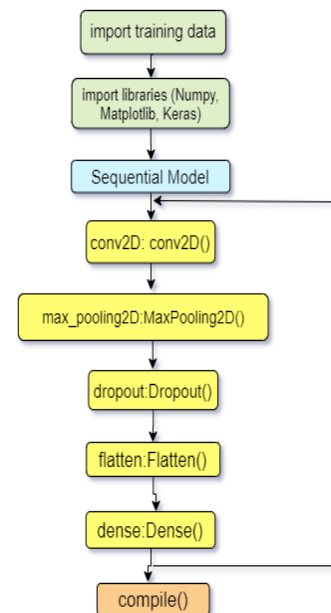 import training data
import libraries (Numpy,
Matplotlib, Keras)
Sequential Model
conv2D: conv2D()
max_pooling2D:MaxPooling2D()
dropout:Dropout()
flatten:Flatten()
dense:Dense()
compile()